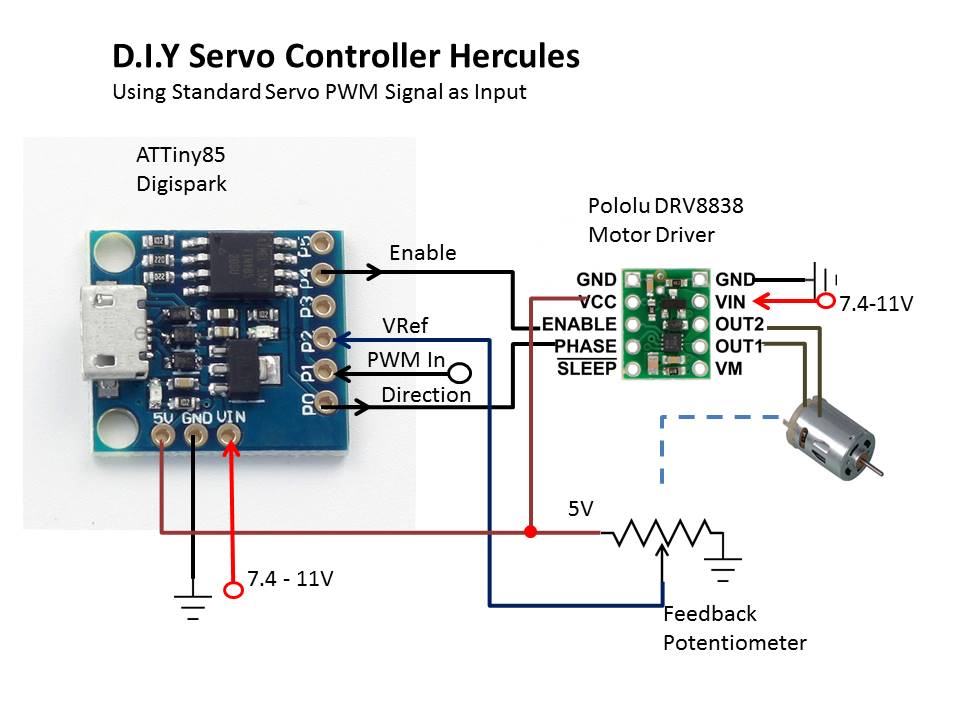 D.I.Y Servo Controller Hercules
Using Standard Servo PWM Signal as Input
ATTiny85
Digispark
Pololu DRV8838
Motor Driver
Enable
VRef
PWM In
Direction
P5
P4
P3
P2
P1
P0
5V GND VIN
GND
VCC
ENABLE
PHASE
SLEEP
GND
VIN
OUT2
OUT1
VM
7.4-11V
5V
7.4 - 11V
Feedback
Potentiometer